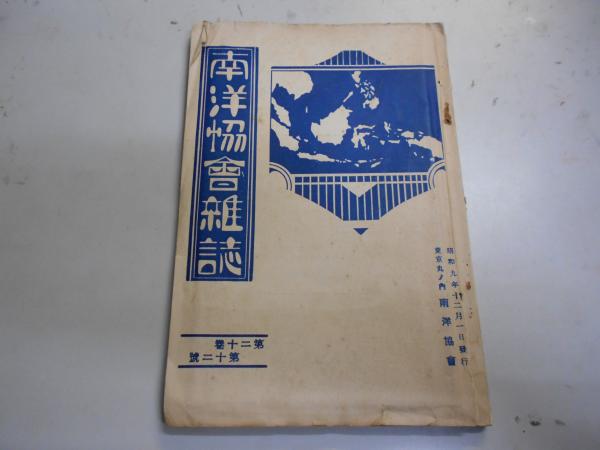 南洋協會雜誌
昭和九年十二月一日發行
東京丸ノ内 南洋協會
第二十卷
第十二號